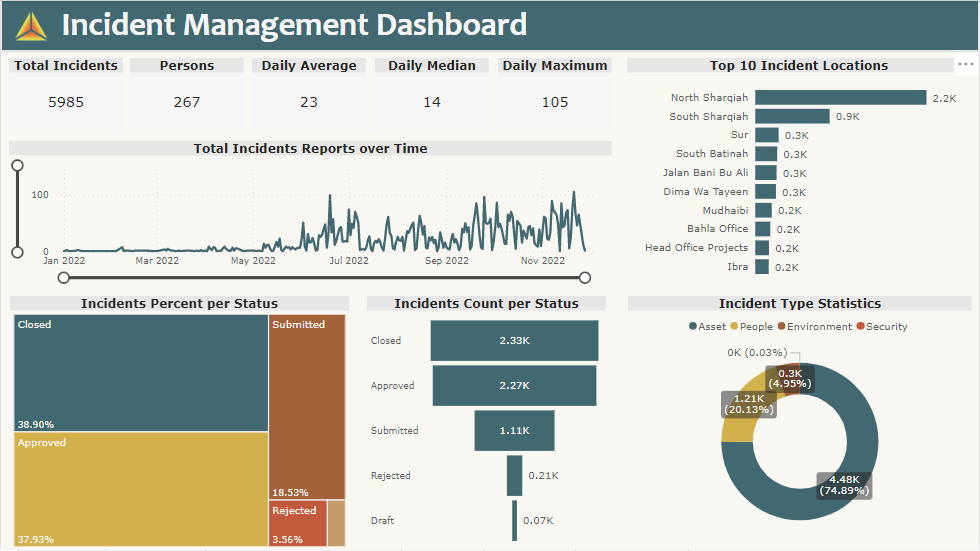 Incident Management Dashboard
Total Incidents
5985
Persons
267
Daily Average
23
Daily Median
14
Daily Maximum
105
Total Incidents Reports over Time
100
0
Jan 2022 Mar 2022 May 2022 Jul 2022 Sep 2022 Nov 2022
Top 10 Incident Locations
North Sharqiah 2.2K
South Sharqiah 0.9K
Sur 0.3K
South Batinah 0.3K
Jalan Bani Bu Ali 0.3K
Dima Wa Tayeen 0.3K
Mudhaibi 0.2K
Bahla Office 0.2K
Head Office Projects 0.2K
Ibra 0.2K
Incidents Percent per Status
Closed
38.90%
Approved
37.93%
Submitted
18.53%
Rejected
3.56%
Incidents Count per Status
Closed 2.33K
Approved 2.27K
Submitted 1.11K
Rejected 0.21K
Draft 0.07K
Incident Type Statistics
Asset People Environment Security
0K (0.03%)
0.3K
(4.95%)
1.21K
(20.13%)
4.48K
(74.89%)